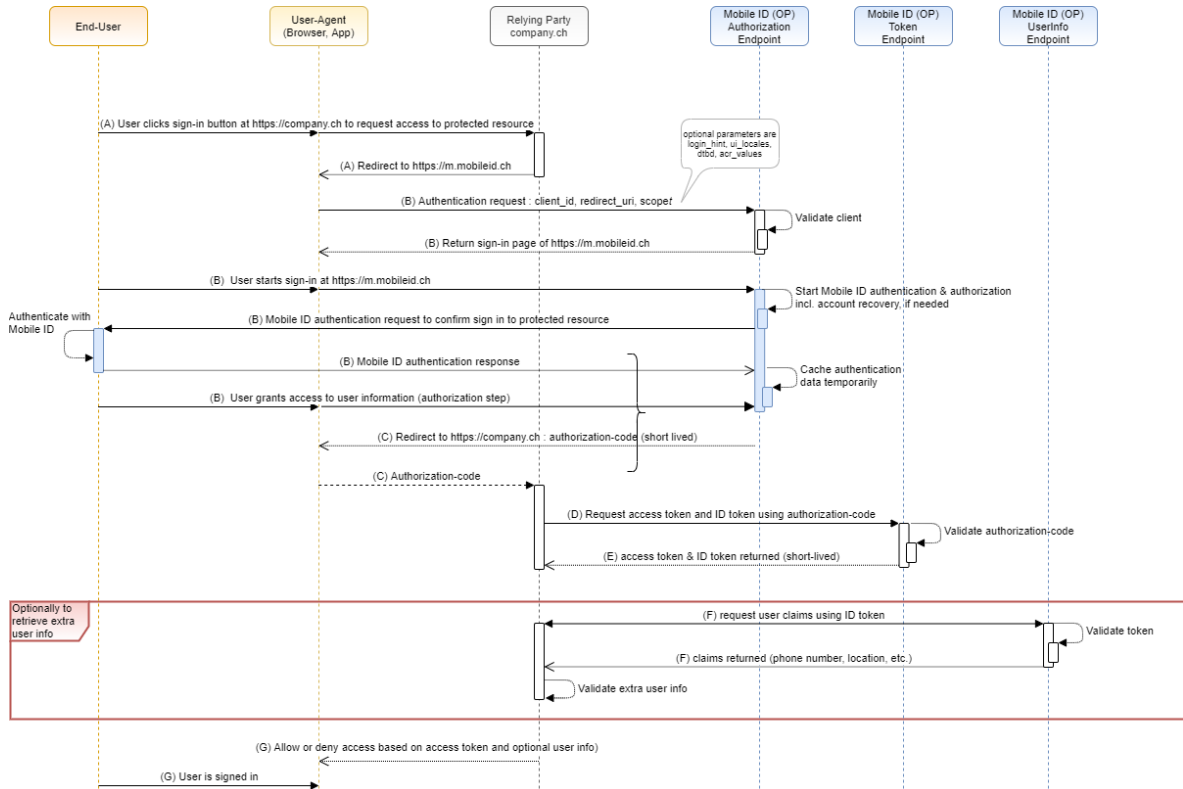 End-User
User-Agent
(Browser, App)
Relying Party
company.ch
Mobile ID (OP)
Authorization
Endpoint
Mobile ID (OP)
Token
Endpoint
Mobile ID (OP)
UserInfo
Endpoint
(A) User clicks sign-in button at https://company.ch to request access to protected resource
optional parameters are
login_hint, ui_locales,
dtbd, acr_values
(A) Redirect to https://m.mobileid.ch
(B) Authentication request : client_id, redirect_uri, scopet
Validate client
(B) Return sign-in page of https://m.mobileid.ch
(B) User starts sign-in at https://m.mobileid.ch
Start Mobile ID authentication & authorization
incl. account recovery, if needed
Authenticate with
Mobile ID
(B) Mobile ID authentication request to confirm sign in to protected resource
(B) Mobile ID authentication response
Cache authentication
data temporarily
(B) User grants access to user information (authorization step)
(C) Redirect to https://company.ch : authorization-code (short lived)
(C) Authorization-code
(D) Request access token and ID token using authorization-code
Validate authorization-code
(E) access token & ID token returned (short-lived)
Optionally to
retrieve extra
user info
(F) request user claims using ID token
Validate token
(F) claims returned (phone number, location, etc.)
Validate extra user info
(G) Allow or deny access based on access token and optional user info)
(G) User is signed in